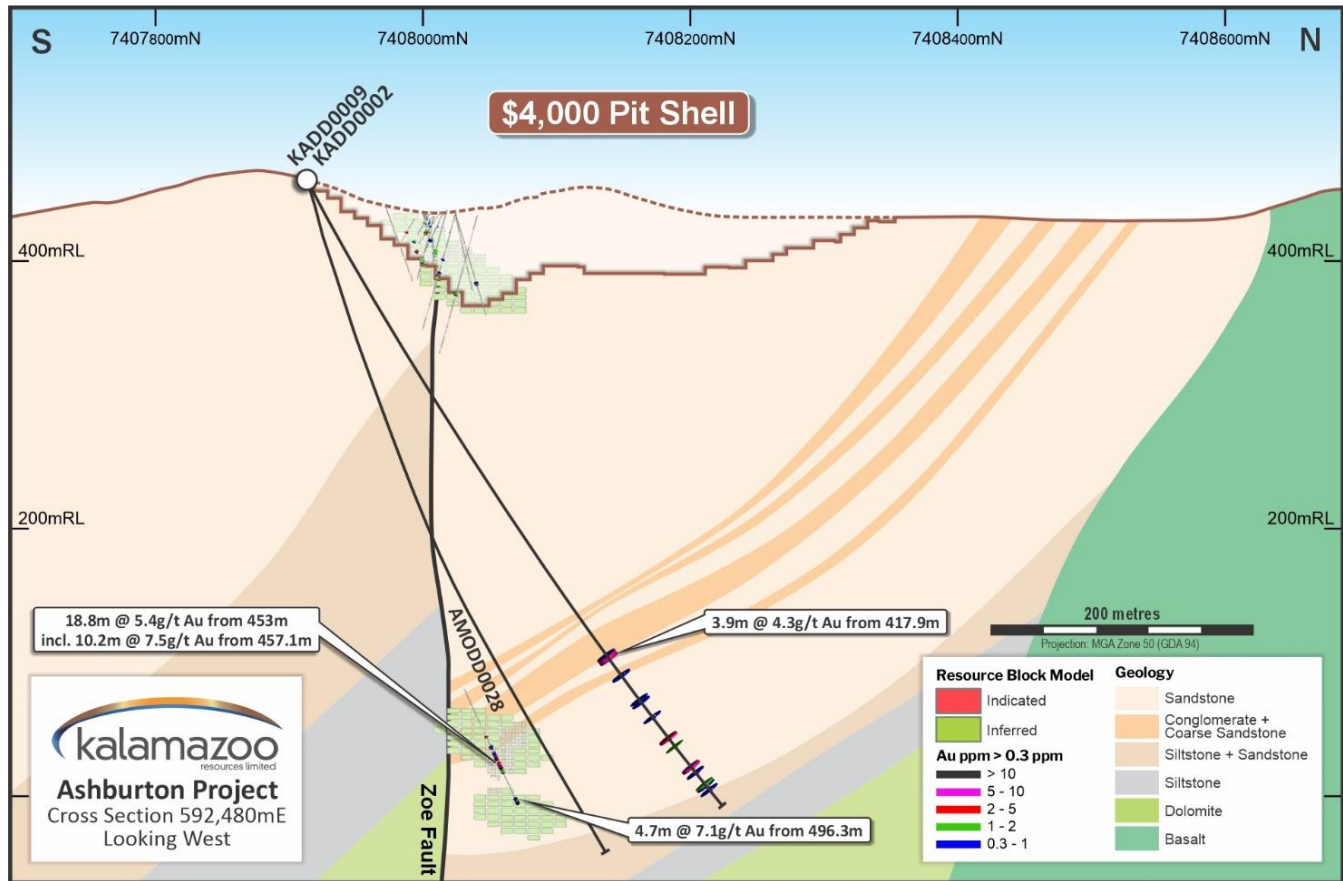 S
7407800mN
7408000mN
7408200mN
7408400mN
7408600mN
N
$4,000 Pit Shell
KADD0009
KADD0002
400mRL
400mRL
200mRL
200mRL
18.8m @ 5.4g/t Au from 453m
incl. 10.2m @ 7.5g/t Au from 457.1m
AMODD0028
3.9m @ 4.3g/t Au from 417.9m
4.7m @ 7.1g/t Au from 496.3m
Zoe Fault
kalamazoo
resources limited
Ashburton Project
Cross Section 592,480mE
Looking West
200 metres
Projection: MGA Zone 50 (GDA 94)
Resource Block Model
Indicated
Inferred
Au ppm > 0.3 ppm
> 10
5 - 10
2 - 5
1 - 2
0.3 - 1
Geology
Sandstone
Conglomerate +
Coarse Sandstone
Siltstone + Sandstone
Siltstone
Dolomite
Basalt